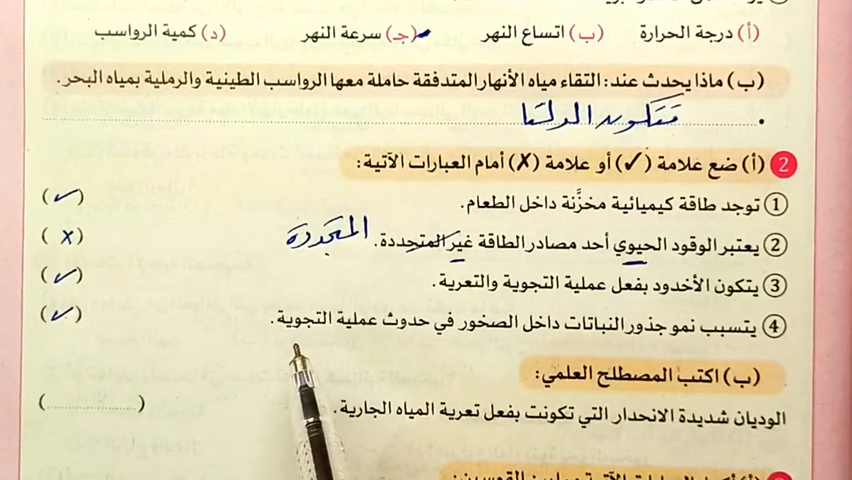 (أ) درجة الحرارة (ب) اتساع النهر (جـ) سرعة النهر (د) كمية الرواسب
(ب) ماذا يحدث عند: التقاء مياه الأنهار المتدفقة حاملة معها الرواسب الطينية والرملية بمياه البحر.
تتكون الدلتا
2 (أ) ضع علامة (✓) أو علامة (✗) أمام العبارات الآتية:
1 توجد طاقة كيميائية مخزَّنة داخل الطعام. (✓)
2 يعتبر الوقود الحيوي أحد مصادر الطاقة غير المتجددة. المتجددة (x)
3 يتكون الأخدود بفعل عملية التجوية والتعرية. (✓)
4 يتسبب نمو جذور النباتات داخل الصخور في حدوث عملية التجوية. (✓)
(ب) اكتب المصطلح العلمي:
الوديان شديدة الانحدار التي تكونت بفعل تعرية المياه الجارية. (............)